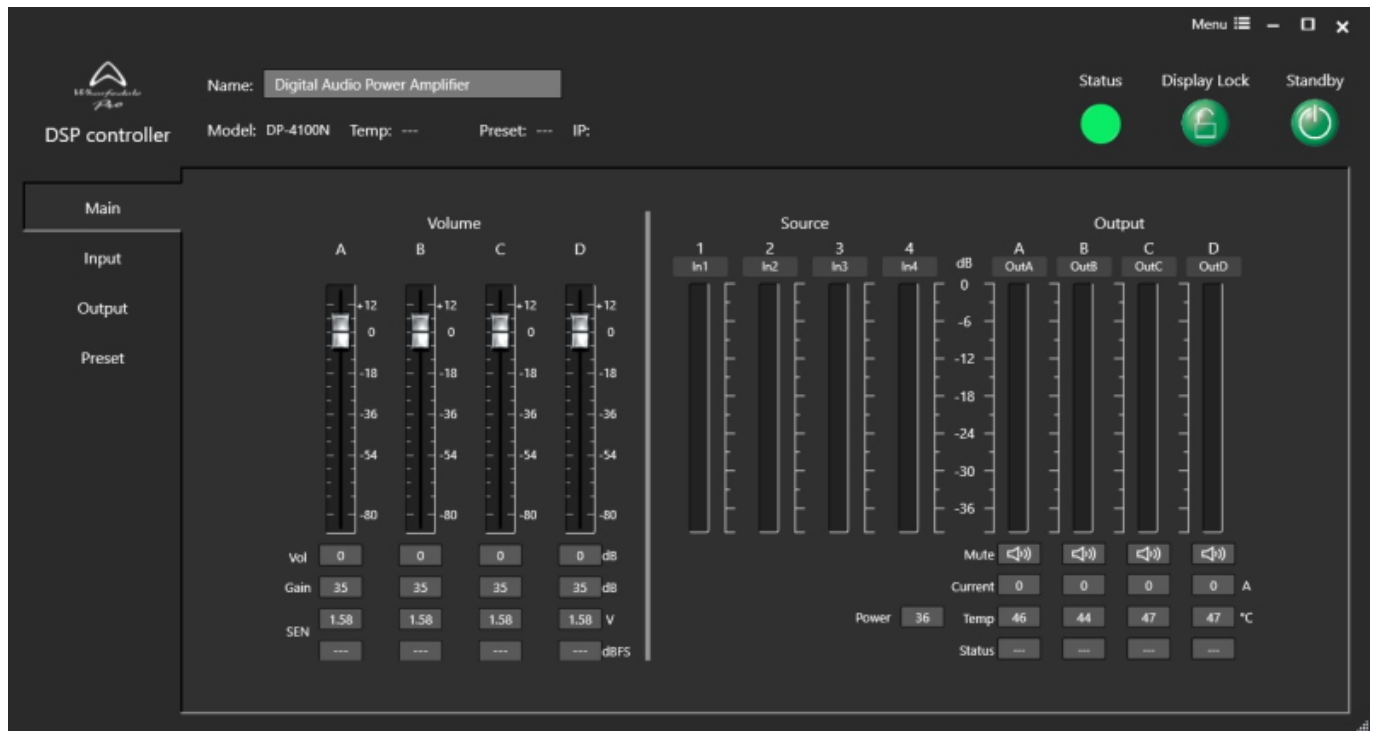 Menu
Wharfedale
Pro
DSP controller
Name: Digital Audio Power Amplifier
Model: DP-4100N Temp: --- Preset: --- IP:
Status Display Lock Standby
Main
Input
Output
Preset
Volume
A B C D
+12 +12 +12 +12
0 0 0 0
-18 -18 -18 -18
-36 -36 -36 -36
-54 -54 -54 -54
-80 -80 -80 -80
Vol 0 0 0 0 dB
Gain 35 35 35 35 dB
SEN 1.58 1.58 1.58 1.58 V
--- --- --- --- dBFS
Source Output
1 2 3 4 A B C D
In1 In2 In3 In4 dB OutA OutB OutC OutD
0
-6
-12
-18
-24
-30
-36
Mute
Current 0 0 0 0 A
Power 36 Temp 46 44 47 47 °C
Status --- --- --- ---